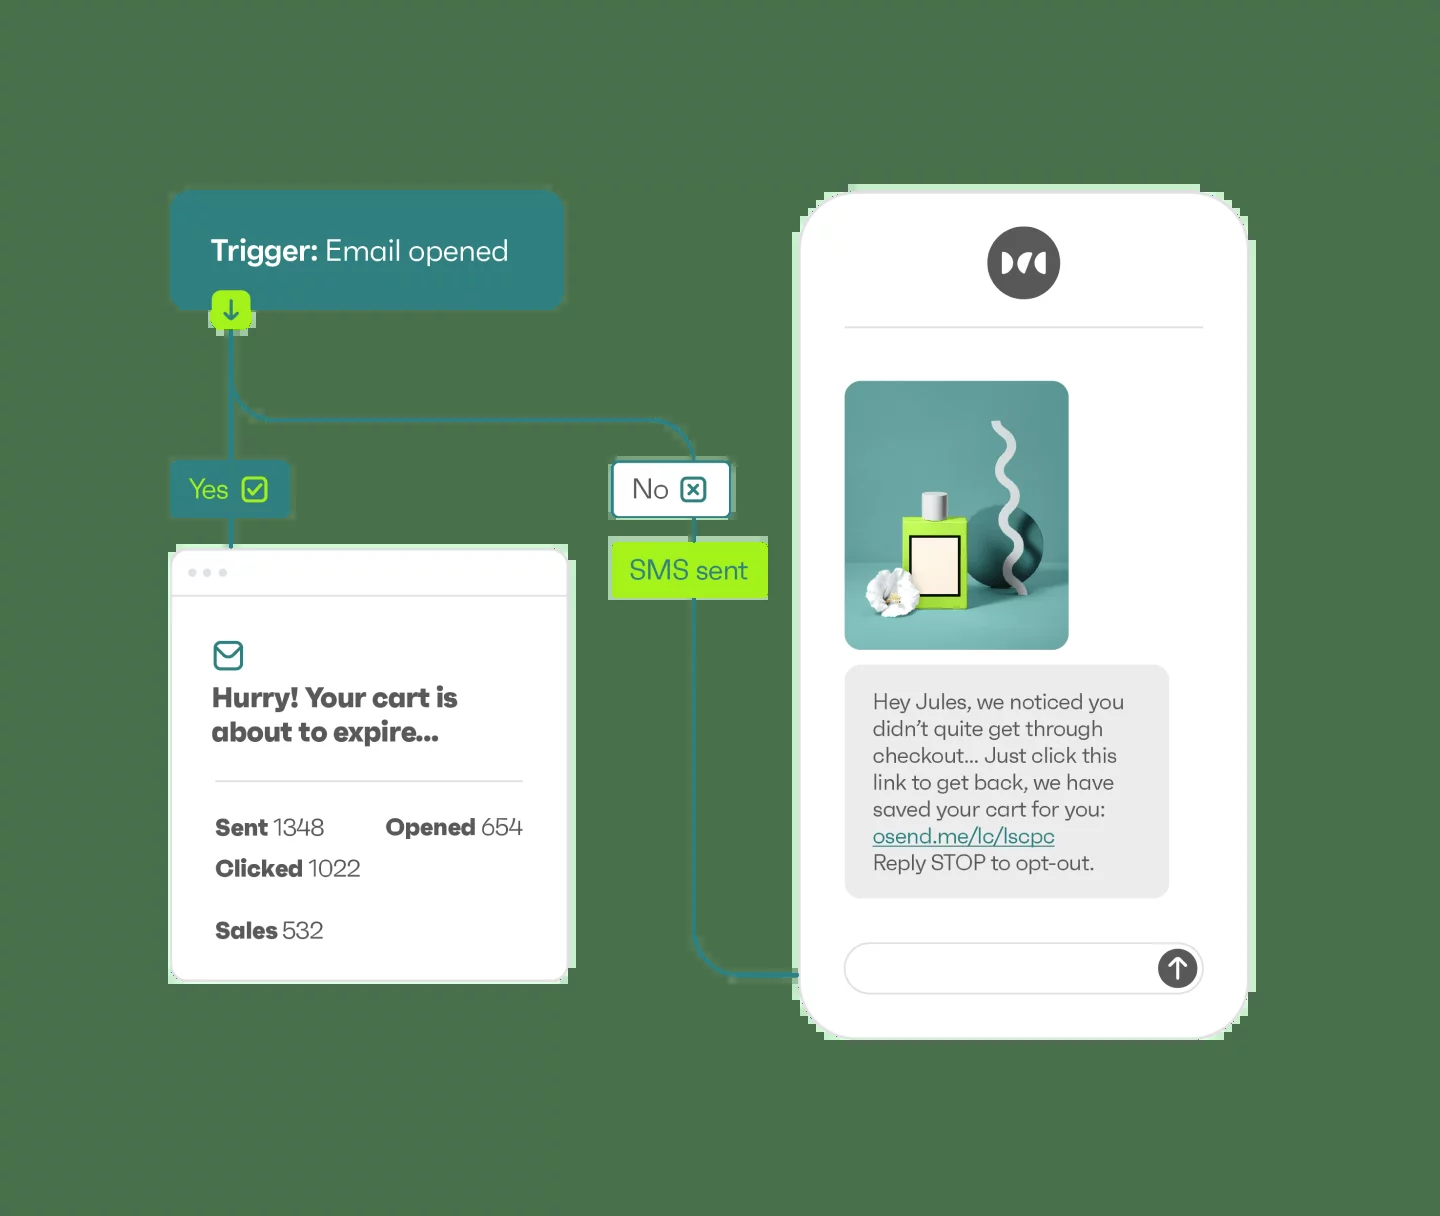 Trigger: Email opened
Yes
No
SMS sent
Hurry! Your cart is
about to expire...
Sent 1348 Opened 654
Clicked 1022
Sales 532
Hey Jules, we noticed you
didn’t quite get through
checkout... Just click this
link to get back, we have
saved your cart for you:
osend.me/lc/lscpc
Reply STOP to opt-out.